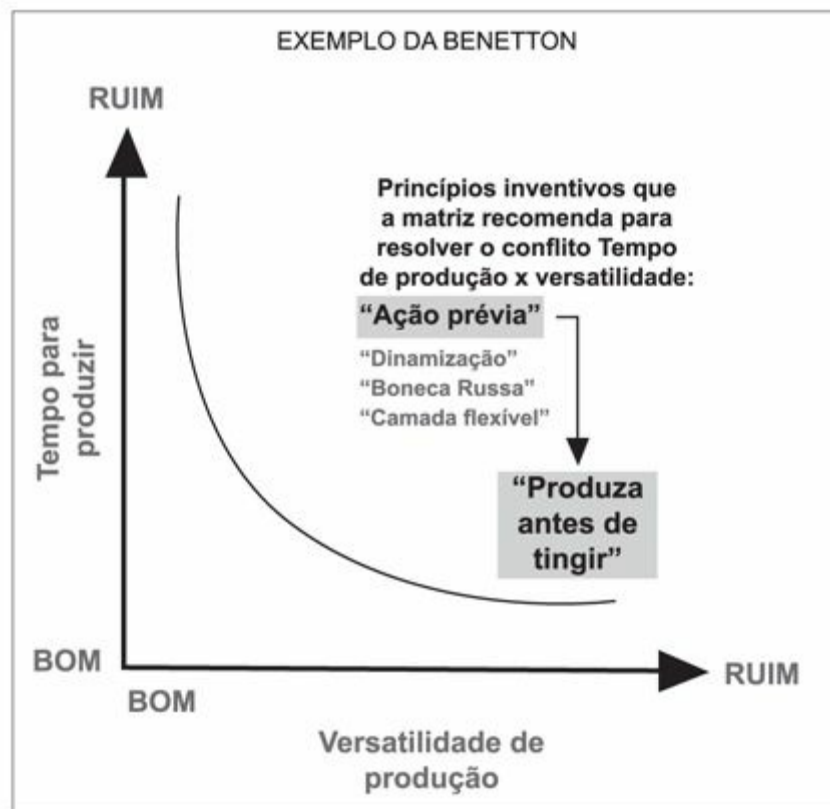 EXEMPLO DA BENETTON
RUIM
Princípios inventivos que
a matriz recomenda para
resolver o conflito Tempo
de produção x versatilidade:
“Ação prévia”
“Dinamização”
“Boneca Russa”
“Camada flexível”
Tempo para
produzir
“Produza
antes de
tingir”
BOM
RUIM
BOM
Versatilidade de
produção